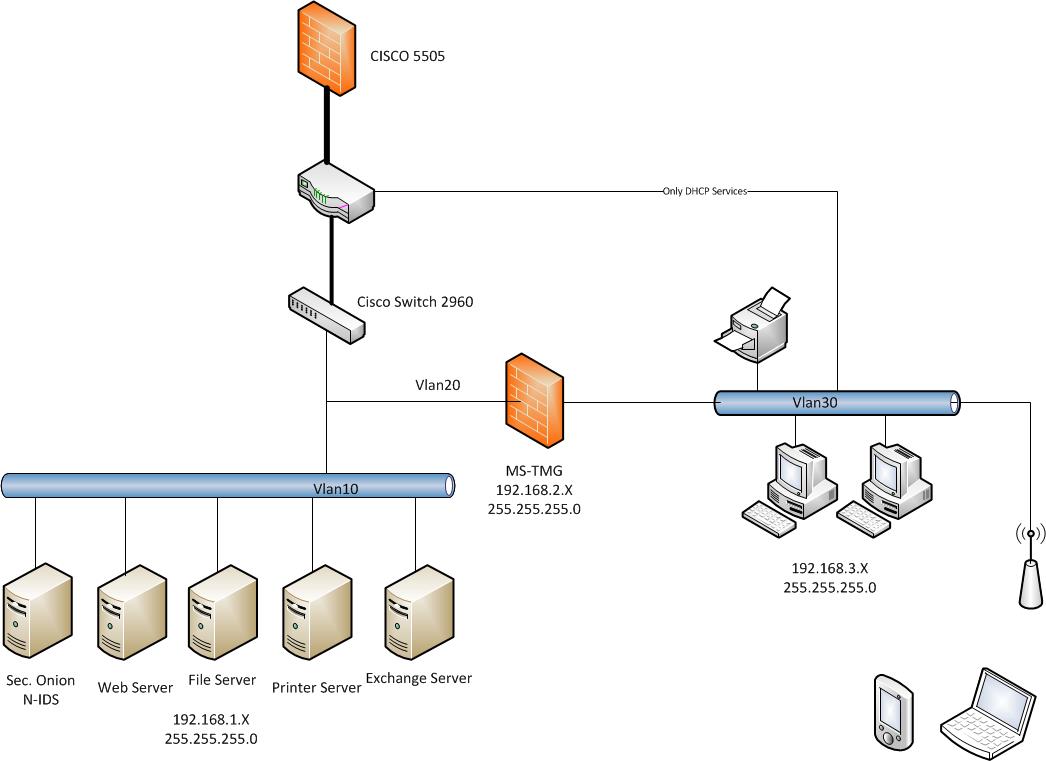 CISCO 5505
Only DHCP Services
Cisco Switch 2960
Vlan20
Vlan30
MS-TMG
192.168.2.X
255.255.255.0
Vlan10
192.168.3.X
255.255.255.0
Sec. Onion
N-IDS
Web Server
File Server
Printer Server
Exchange Server
192.168.1.X
255.255.255.0